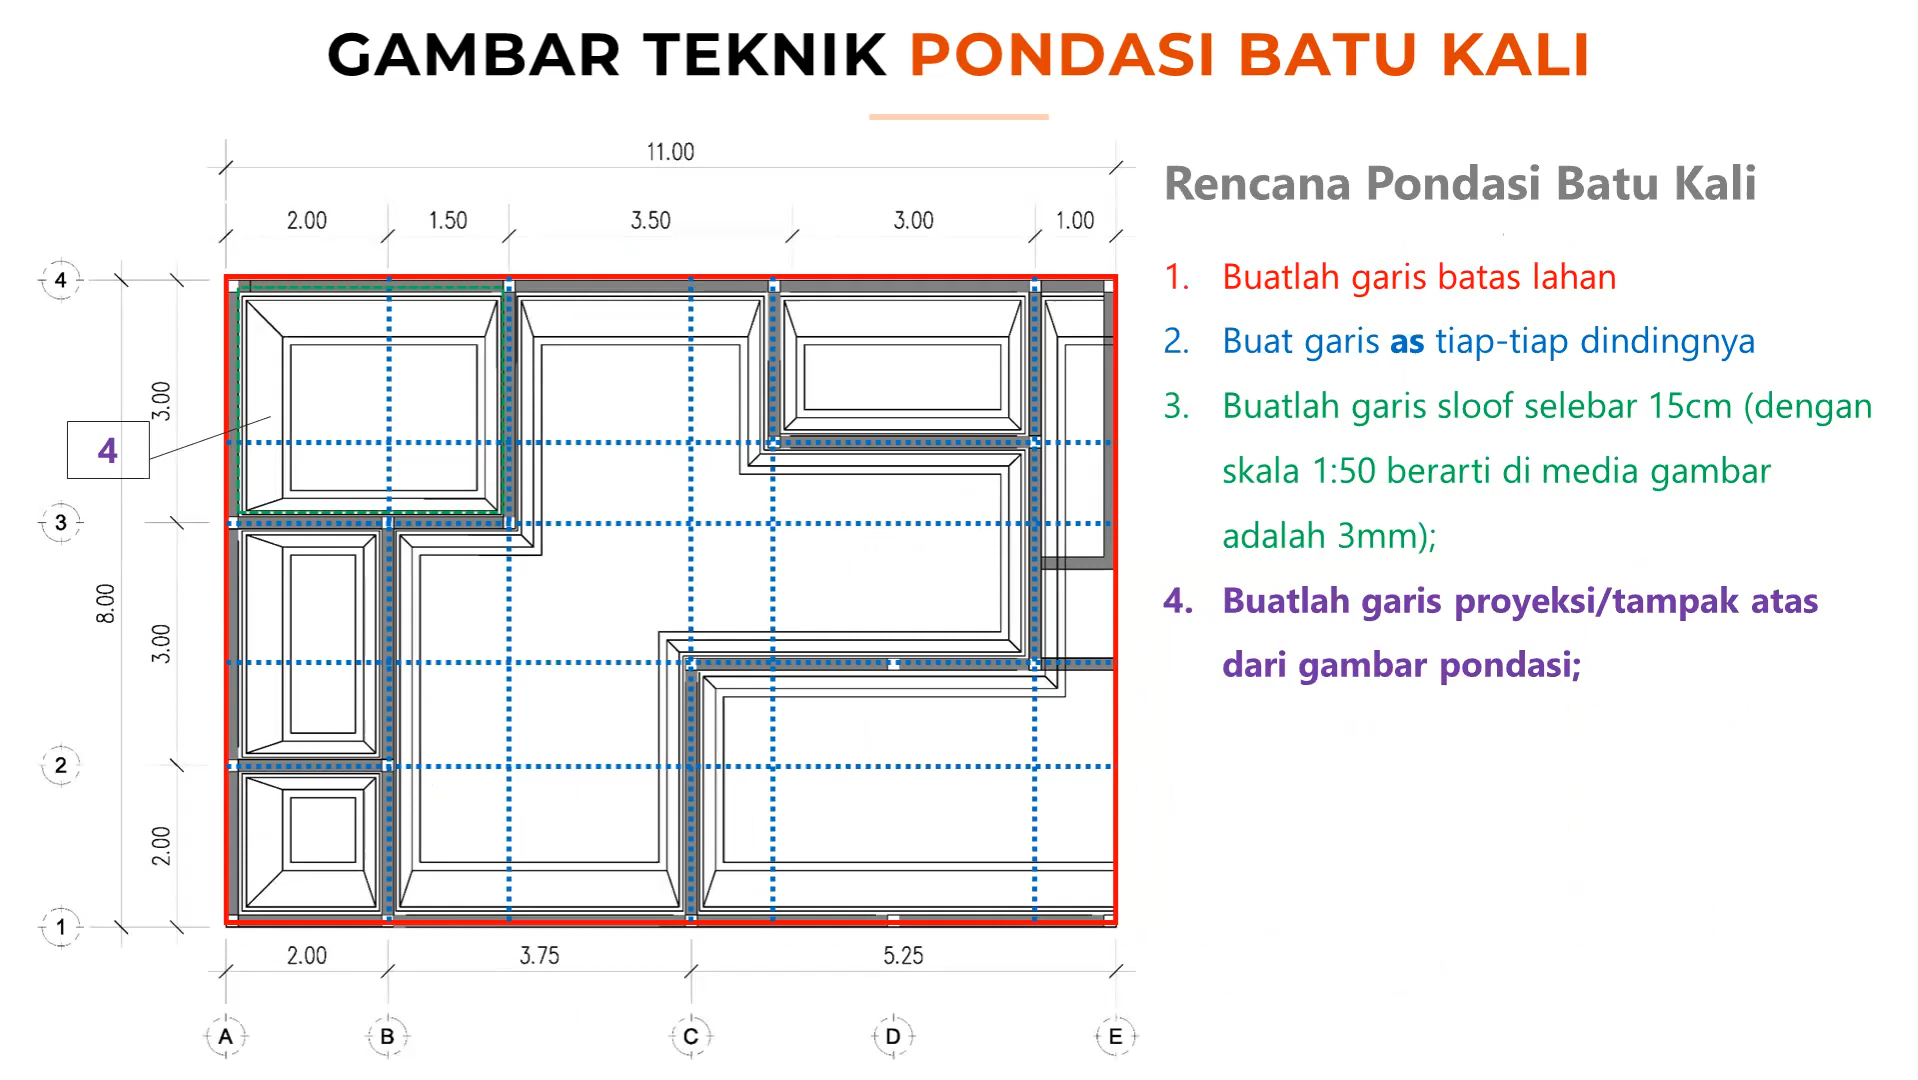 GAMBAR TEKNIK PONDASI BATU KALI
11.00
2.00 1.50 3.50 3.00 1.00
4
3.00
4
3
8.00
3.00
2
2.00
1
2.00 3.75 5.25
A B C D E
Rencana Pondasi Batu Kali
1. Buatlah garis batas lahan
2. Buat garis as tiap-tiap dindingnya
3. Buatlah garis sloof selebar 15cm (dengan
skala 1:50 berarti di media gambar
adalah 3mm);
4. Buatlah garis proyeksi/tampak atas
dari gambar pondasi;